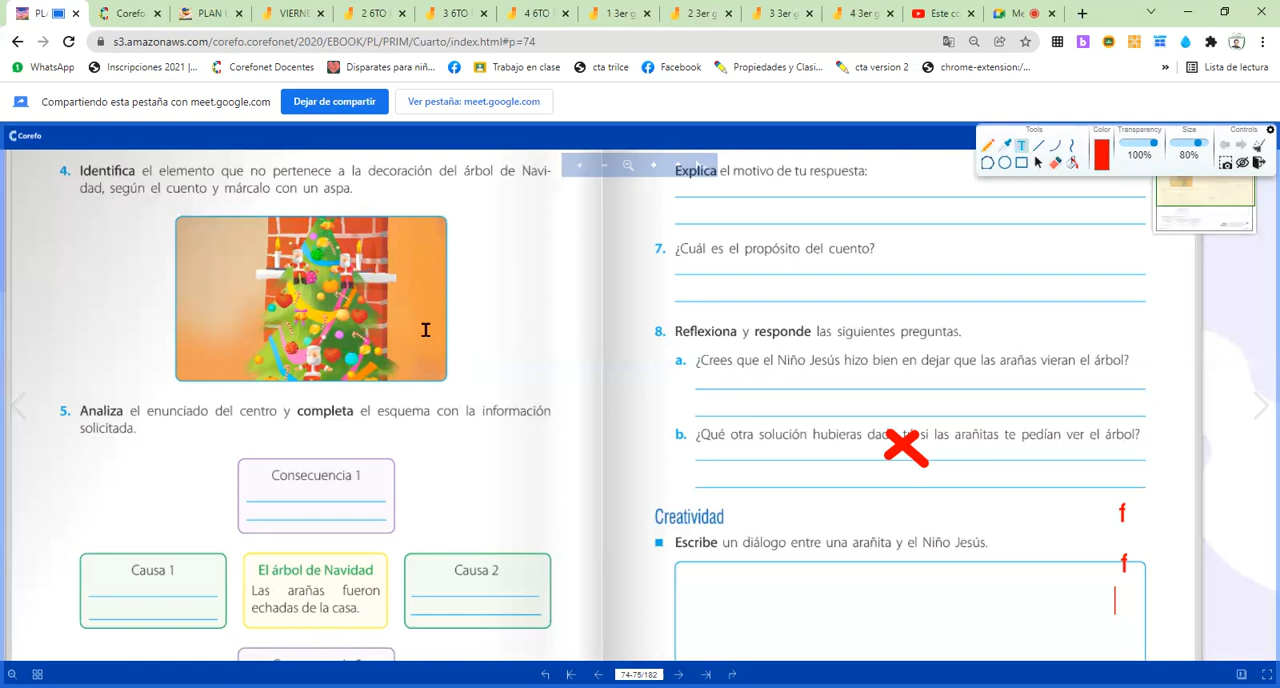 PL
Corefo
PLAN L
VIERNE
2 6TO
3 6TO
4 6TO
1 3er g
2 3er g
3 3er g
4 3er g
Este co
Me
s3.amazonaws.com/corefo.corefonet/2020/EBOOK/PL/PRIM/Cuarto/index.html#p=74
WhatsApp
Inscripciones 2021 |...
Corefonet Docentes
Disparates para niñ...
Trabajo en clase
cta trilce
Facebook
Propiedades y Clasi...
cta version 2
chrome-extension:/...
»
Lista de lectura
Compartiendo esta pestaña con meet.google.com
Dejar de compartir
Ver pestaña: meet.google.com
Corefo
Tools
Color
Transparency
Size
Controls
100%
80%
4. Identifica el elemento que no pertenece a la decoración del árbol de Navi-
dad, según el cuento y márcalo con un aspa.
5. Analiza el enunciado del centro y completa el esquema con la información
solicitada.
Consecuencia 1
Causa 1
El árbol de Navidad
Las arañas fueron
echadas de la casa.
Causa 2
Explica el motivo de tu respuesta:
7. ¿Cuál es el propósito del cuento?
8. Reflexiona y responde las siguientes preguntas.
a. ¿Crees que el Niño Jesús hizo bien en dejar que las arañas vieran el árbol?
b. ¿Qué otra solución hubieras dado tú si las arañitas te pedían ver el árbol?
f
Creatividad
Escribe un diálogo entre una arañita y el Niño Jesús.
f
74-75/182